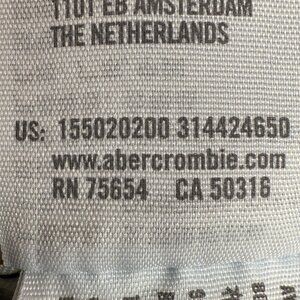 1101 EB AMSTERDAM
THE NETHERLANDS
US: 155020200 314424650
www.abercrombie.com
RN 75654 CA 50316